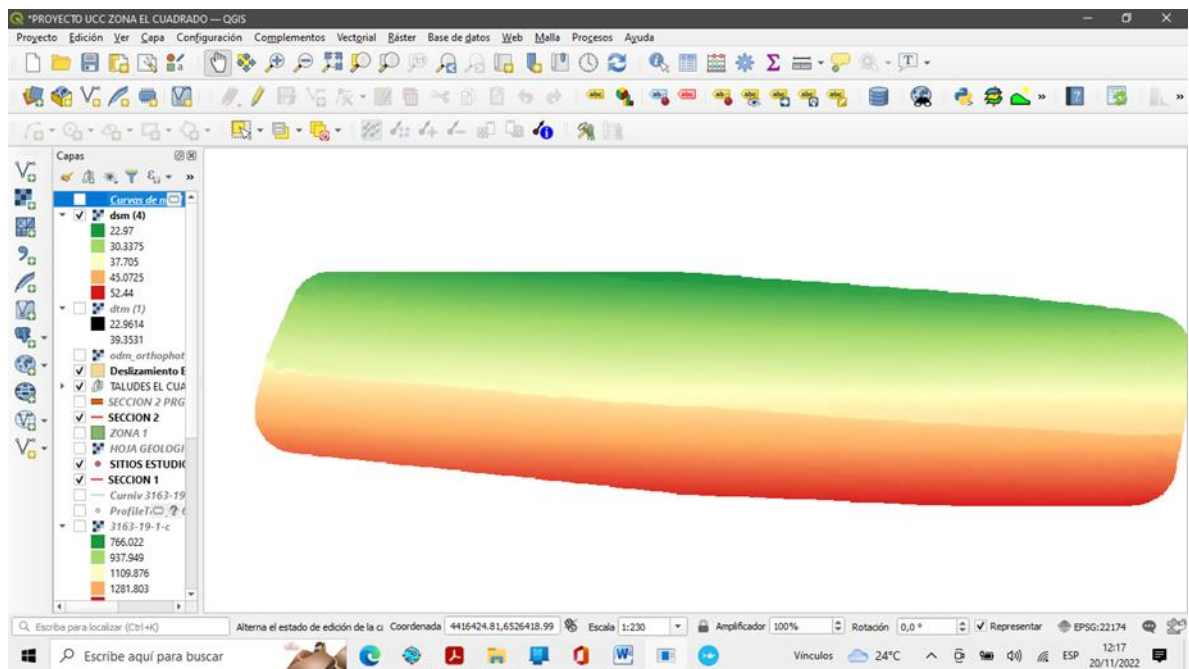 *PROYECTO UCC ZONA EL CUADRADO — QGIS
Proyecto Edición Ver Capa Configuración Complementos Vectorial Ráster Base de datos Web Malla Procesos Ayuda
Capas
Curvas de n
dsm (4)
22.97
30.3375
37.705
45.0725
52.44
dtm (1)
22.9614
39.3531
odm_orthophot
Deslizamiento E
TALUDES EL CUA
SECCION 2 PRG
SECCION 2
ZONA 1
HOJA GEOLOGI
SITIOS ESTUDIO
SECCION 1
Curniv 3163-19
ProfileT
3163-19-1-c
766.022
937.949
1109.876
1281.803
Escriba para localizar (Ctrl+K) Alterna el estado de edición de la ca Coordenada 4416424.81,6526418.99 Escala 1:230 Amplificador 100% Rotación 0,0 ° Representar EPSG:22174
Escribe aquí para buscar Vínculos 24°C ESP 12:17
20/11/2022